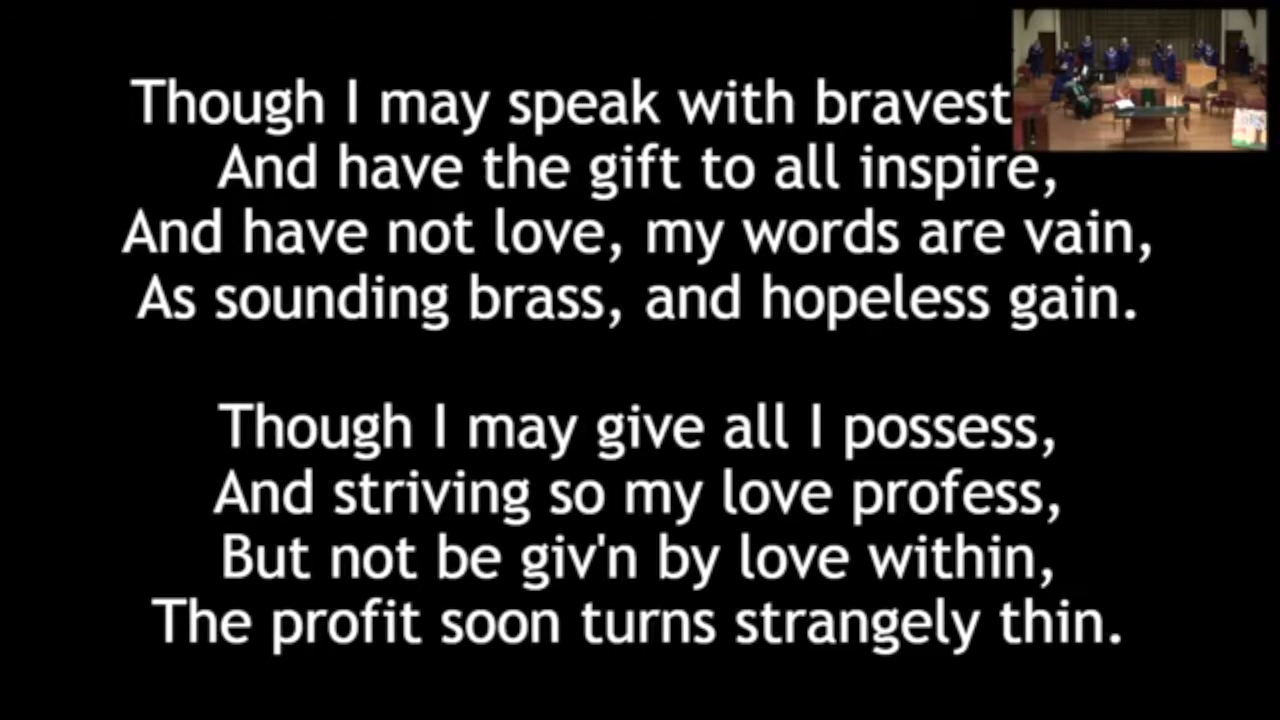 Though I may speak with bravest
And have the gift to all inspire,
And have not love, my words are vain,
As sounding brass, and hopeless gain.
Though I may give all I possess,
And striving so my love profess,
But not be giv'n by love within,
The profit soon turns strangely thin.